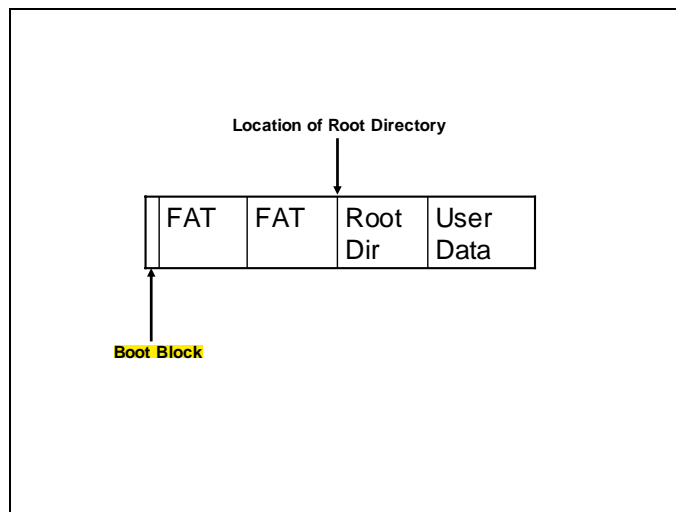 Location of Root Directory
FAT
FAT
Root
Dir
User
Data
Boot Block